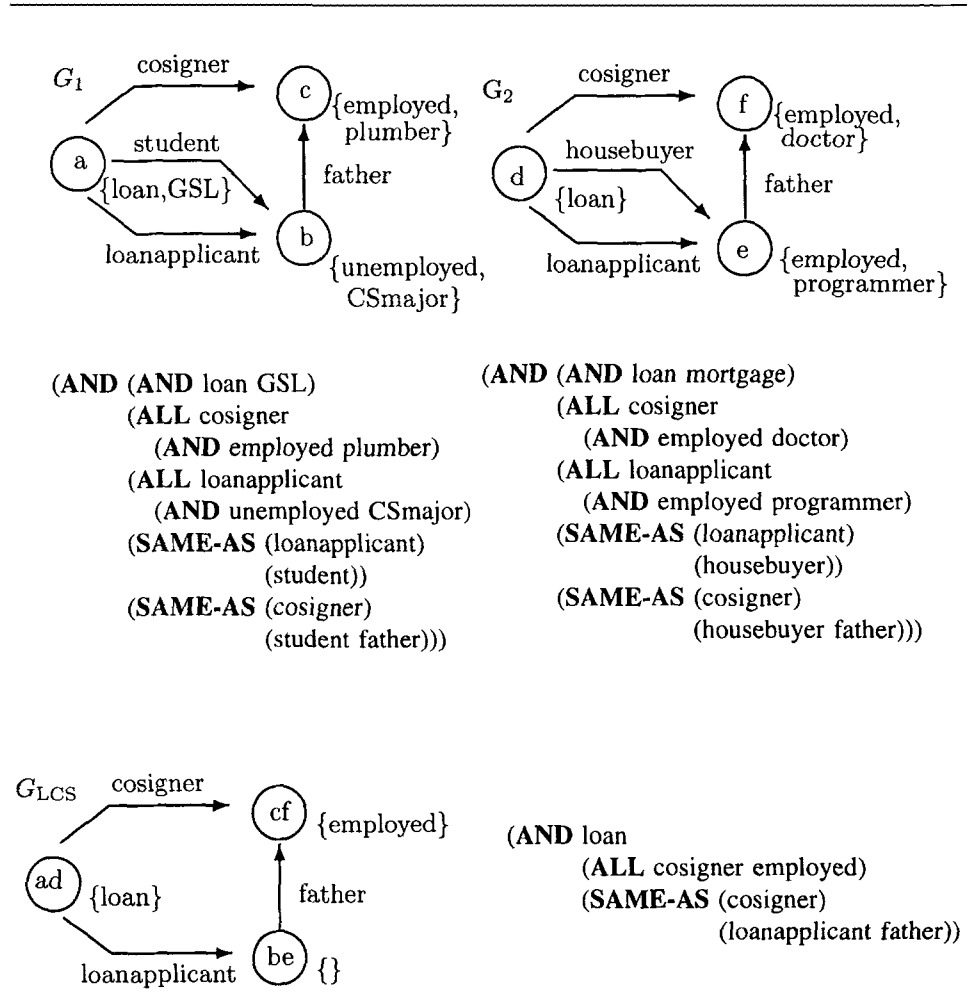 G1
cosigner
c
{employed,
plumber}
student
a
{loan,GSL}
father
b
loanapplicant
{unemployed,
CSmajor}
G2
cosigner
f
{employed,
doctor}
housebuyer
d
{loan}
father
e
loanapplicant
{employed,
programmer}
(AND (AND loan GSL)
(ALL cosigner
(AND employed plumber)
(ALL loanapplicant
(AND unemployed CSmajor)
(SAME-AS (loanapplicant)
(student))
(SAME-AS (cosigner)
(student father)))
(AND (AND loan mortgage)
(ALL cosigner
(AND employed doctor)
(ALL loanapplicant
(AND employed programmer)
(SAME-AS (loanapplicant)
(housebuyer))
(SAME-AS (cosigner)
(housebuyer father)))
GLCS
cosigner
cf
{employed}
ad
{loan}
father
be
{}
loanapplicant
(AND loan
(ALL cosigner employed)
(SAME-AS (cosigner)
(loanapplicant father))